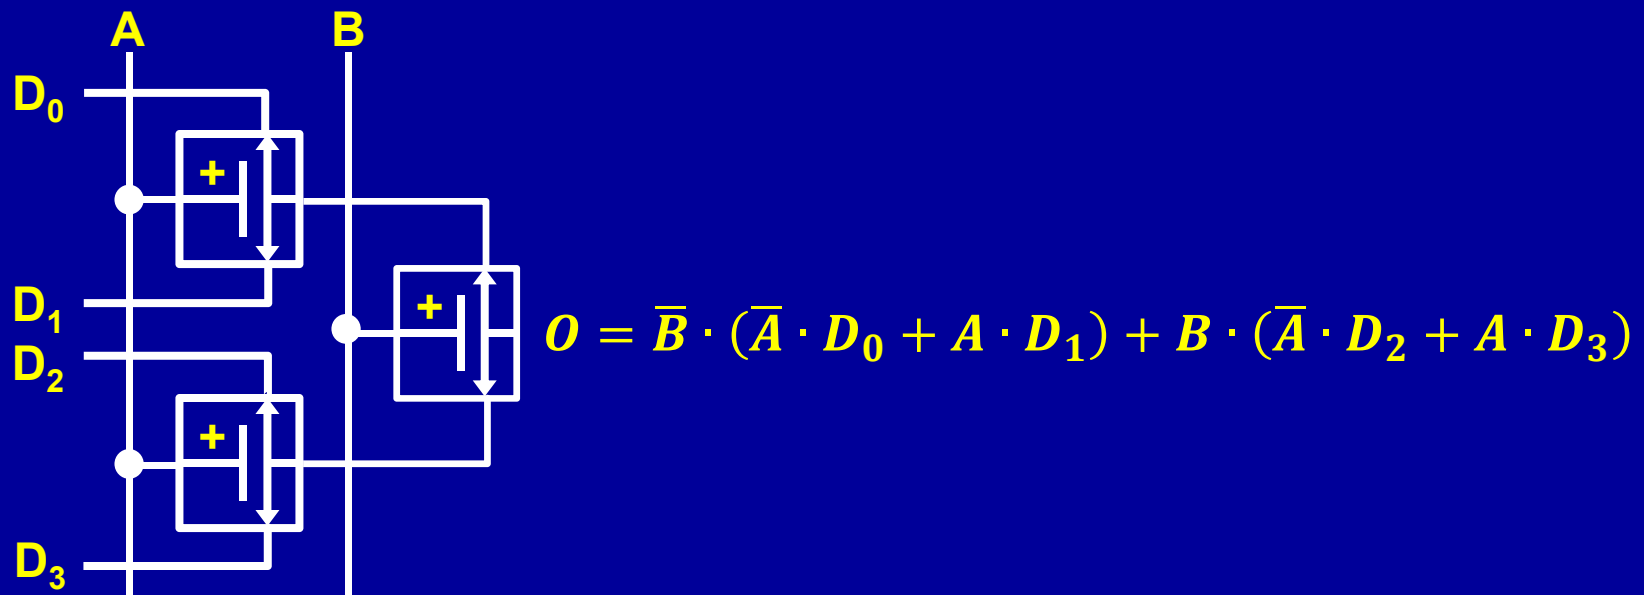 A B
D₀
+
D₁
+
O = B̅ · (A̅ · D₀ + A · D₁) + B · (A̅ · D₂ + A · D₃)
D₂
+
D₃